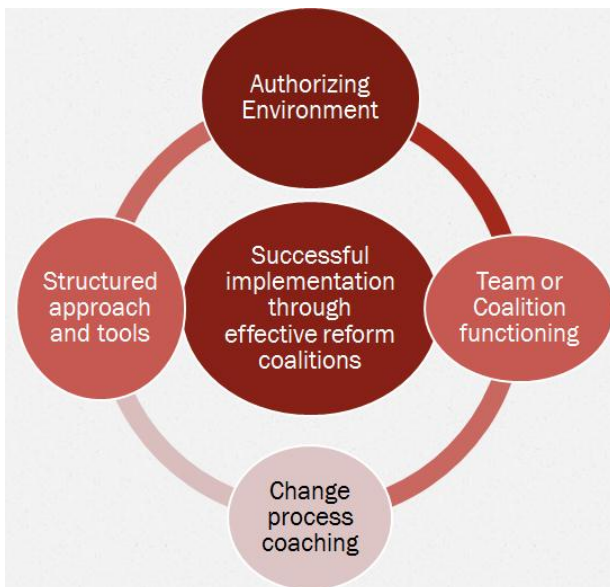 Authorizing
Environment
Structured
approach
and tools
Successful
implementation
through
effective reform
coalitions
Team or
Coalition
functioning
Change
process
coaching